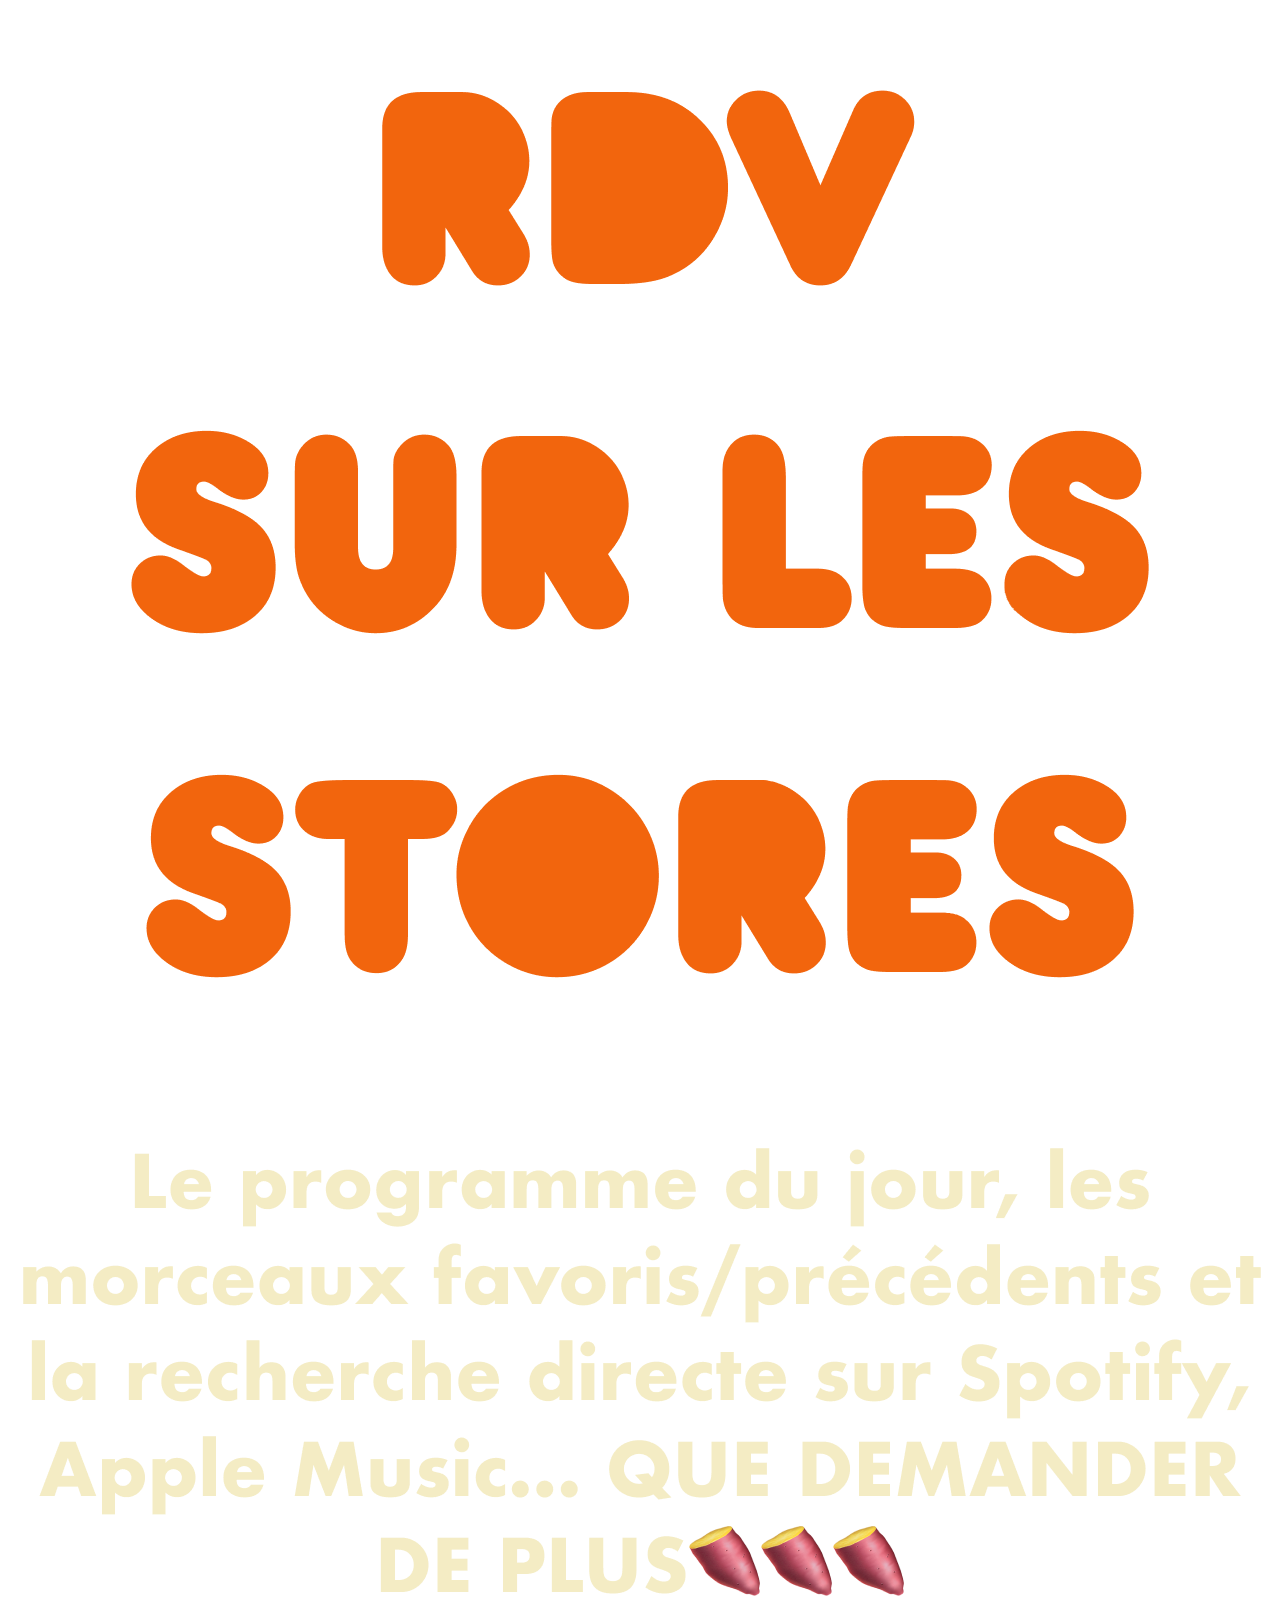 RDV
SUR LES
STORES
Le programme du jour, les
morceaux favoris/précédents et
la recherche directe sur Spotify,
Apple Music... QUE DEMANDER
DE PLUS🍠🍠🍠